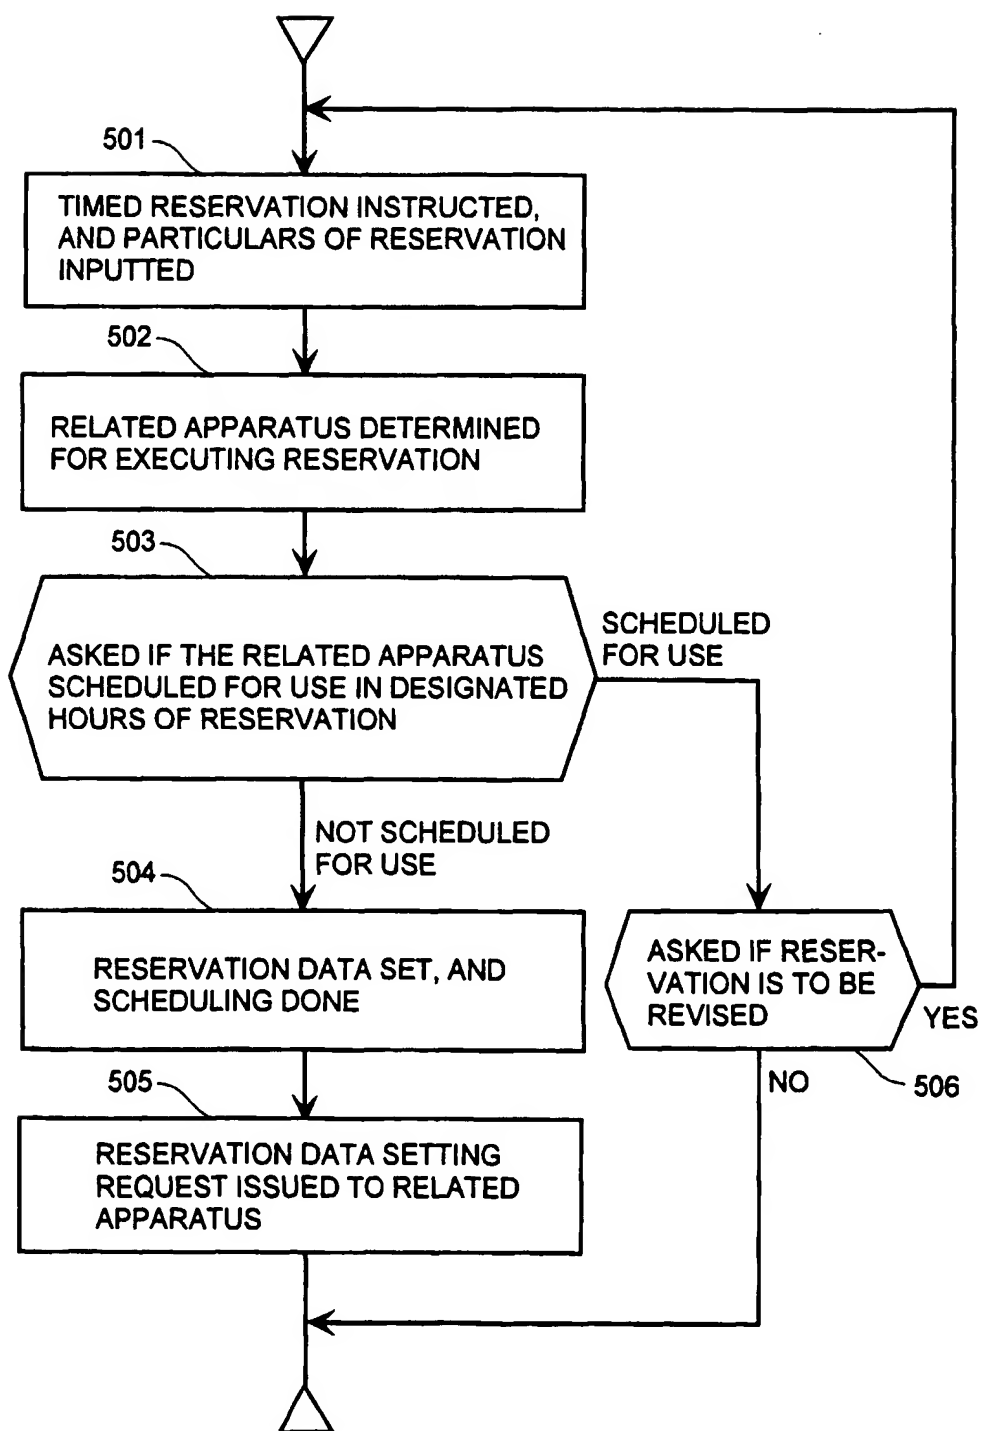 501
TIMED RESERVATION INSTRUCTED,
AND PARTICULARS OF RESERVATION
INPUTTED
502
RELATED APPARATUS DETERMINED
FOR EXECUTING RESERVATION
503
ASKED IF THE RELATED APPARATUS
SCHEDULED FOR USE IN DESIGNATED
HOURS OF RESERVATION
SCHEDULED
FOR USE
NOT SCHEDULED
FOR USE
504
RESERVATION DATA SET, AND
SCHEDULING DONE
ASKED IF RESER-
VATION IS TO BE
REVISED
YES
NO
506
505
RESERVATION DATA SETTING
REQUEST ISSUED TO RELATED
APPARATUS